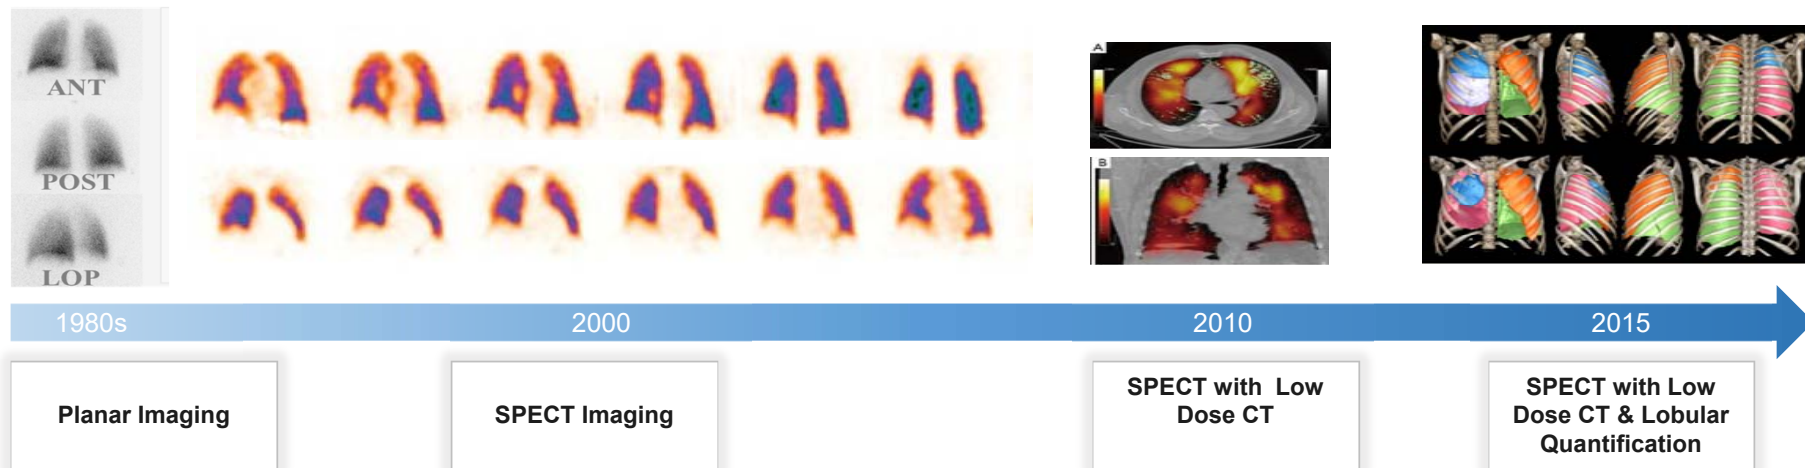 ANT
POST
LOP
A
B
1980s
2000
2010
2015
Planar Imaging
SPECT Imaging
SPECT with Low
Dose CT
SPECT with Low
Dose CT & Lobular
Quantification